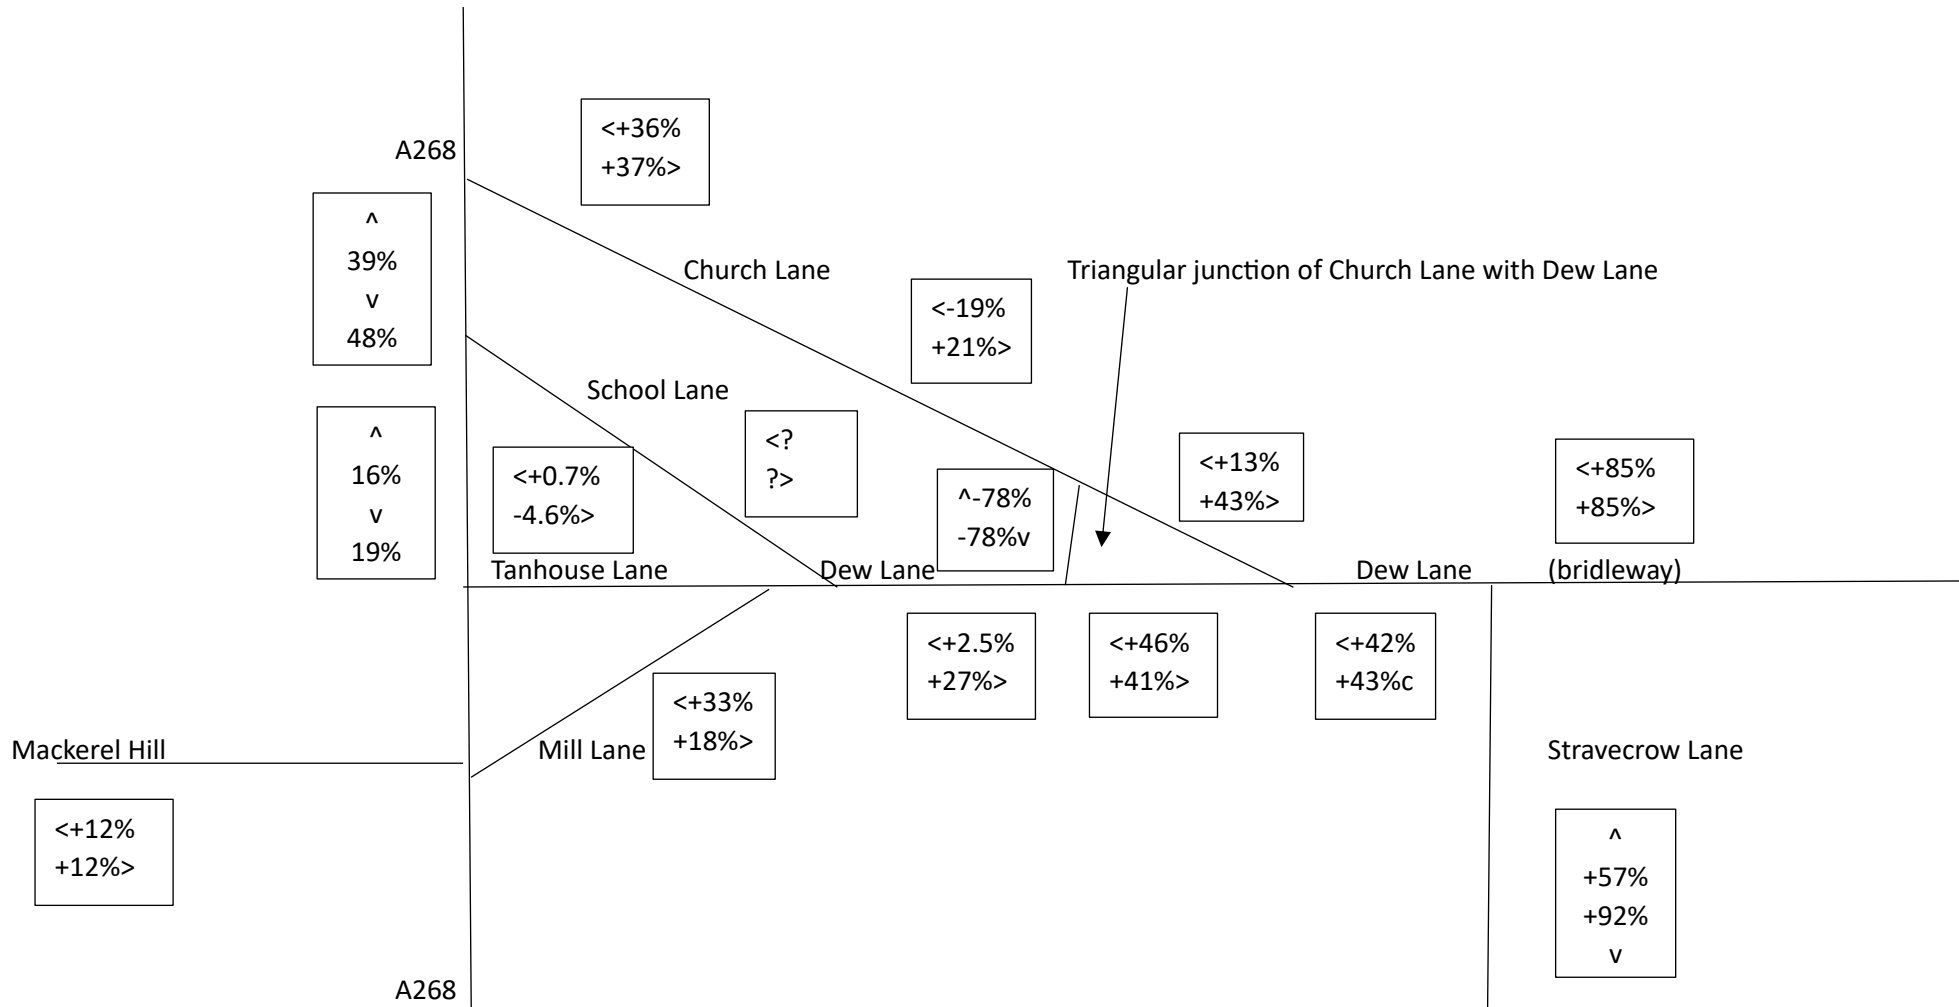 <+36%
+37%>
A268
^
39%
v
48%
Church Lane
Triangular junction of Church Lane with Dew Lane
<-19%
+21%>
School Lane
^
16%
v
19%
<+0.7%
-4.6%>
<?
?>
^-78%
-78%v
<+13%
+43%>
<+85%
+85%>
Tanhouse Lane
Dew Lane
Dew Lane
(bridleway)
<+2.5%
+27%>
<+46%
+41%>
<+42%
+43%c
<+33%
+18%>
Mackerel Hill
Mill Lane
Stravecrow Lane
<+12%
+12%>
^
+57%
+92%
v
A268